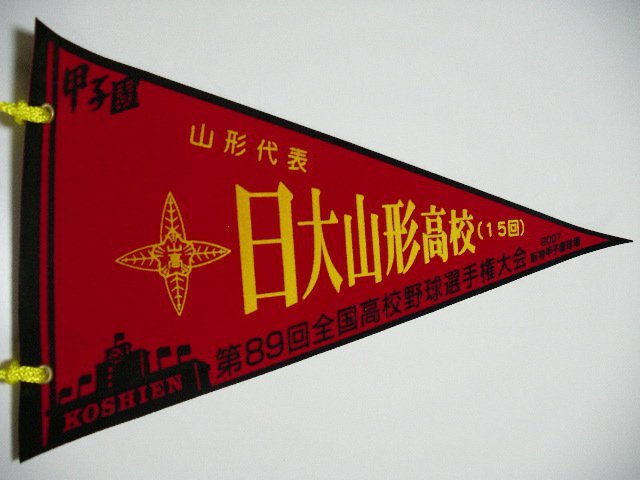 甲子園
山形代表
日大山形高校(15回)
2007
阪神甲子園球場
山高
第89回全国高校野球選手権大会
KOSHIEN